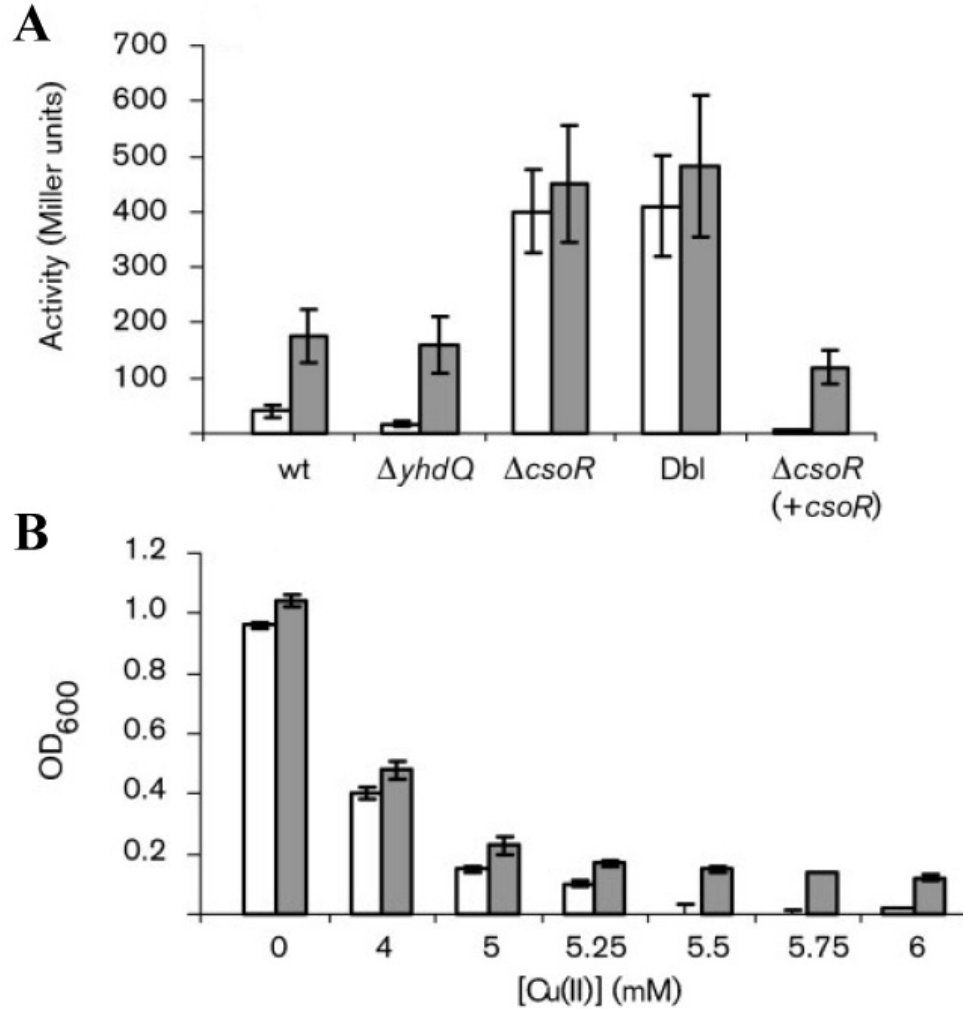 A
Activity (Miller units)
700
600
500
400
300
200
100
wt ΔyhdQ ΔcsoR Dbl ΔcsoR
(+csoR)
B
OD600
1.2
1.0
0.8
0.6
0.4
0.2
0 4 5 5.25 5.5 5.75 6
[Cu(II)] (mM)